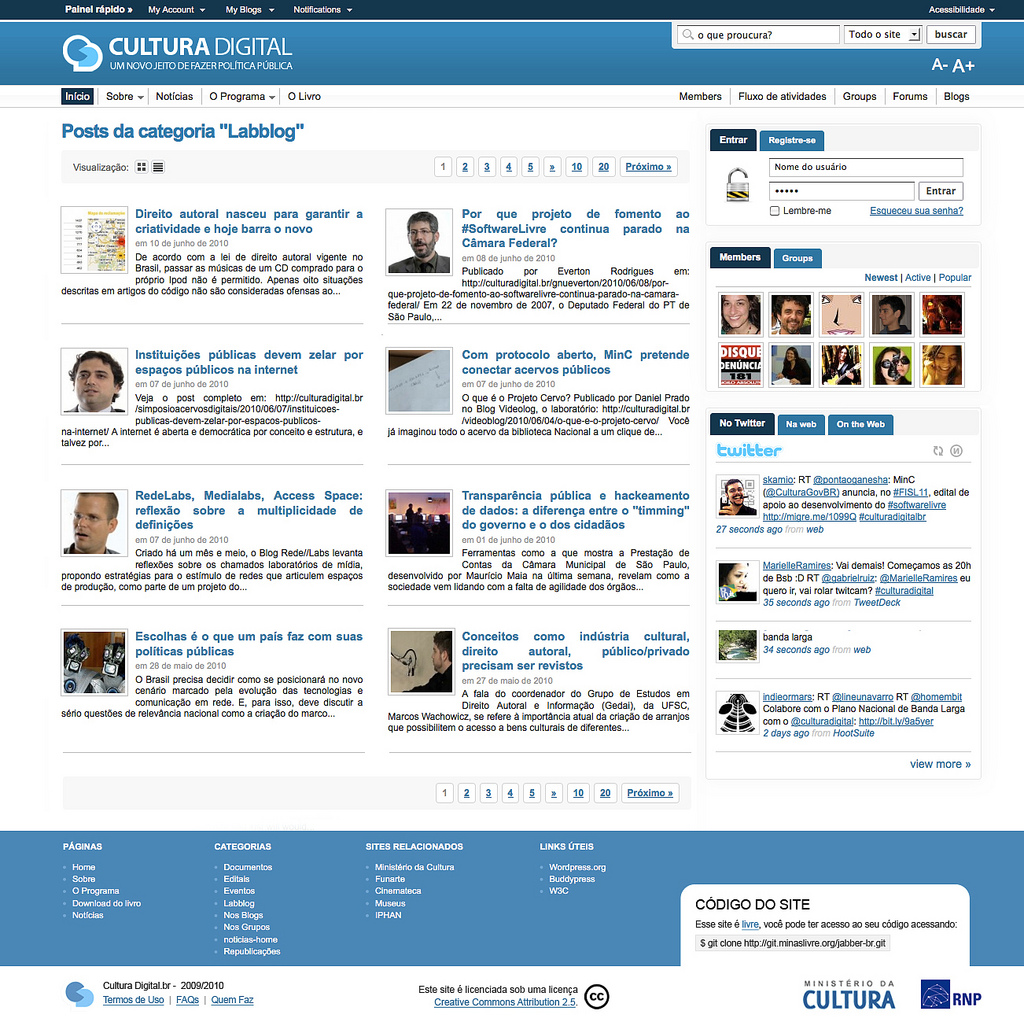 Painel rápido » My Account My Blogs Notifications Acessibilidade
CULTURA DIGITAL
UM NOVO JEITO DE FAZER POLÍTICA PÚBLICA
o que proucura? Todo o site buscar
A- A+
Início Sobre Notícias O Programa O Livro Members Fluxo de atividades Groups Forums Blogs
Posts da categoria "Labblog"
Visualização: 1 2 3 4 5 » 10 20 Próximo »
Direito autoral nasceu para garantir a
criatividade e hoje barra o novo
em 10 de junho de 2010
De acordo com a lei de direito autoral vigente no
Brasil, passar as músicas de um CD comprado para o
próprio Ipod não é permitido. Apenas oito situações
descritas em artigos do código não são consideradas ofensas ao...
Por que projeto de fomento ao
#SoftwareLivre continua parado na
Câmara Federal?
em 08 de junho de 2010
Publicado por Everton Rodrigues em:
http://culturadigital.br/gnueverton/2010/06/08/por-
que-projeto-de-fomento-ao-softwarelivre-continua-parado-na-camara-
federal/ Em 22 de novembro de 2007, o Deputado Federal do PT de
São Paulo,...
Instituições públicas devem zelar por
espaços públicos na internet
em 07 de junho de 2010
Veja o post completo em: http://culturadigital.br
/simposioacervosdigitais/2010/06/07/instituicoes-
publicas-devem-zelar-por-espacos-publicos-
na-internet/ A internet é aberta e democrática por conceito e estrutura, e
talvez por...
Com protocolo aberto, MinC pretende
conectar acervos públicos
em 07 de junho de 2010
O que é o Projeto Cervo? Publicado por Daniel Prado
no Blog Videolog, o laboratório: http://culturadigital.br
/videoblog/2010/06/04/o-que-e-o-projeto-cervo/ Você
já imaginou todo o acervo da biblioteca Nacional a um clique de...
RedeLabs, Medialabs, Access Space:
reflexão sobre a multiplicidade de
definições
em 07 de junho de 2010
Criado há um mês e meio, o Blog Rede//Labs levanta
reflexões sobre os chamados laboratórios de mídia,
propondo estratégias para o estímulo de redes que articulem espaços
de produção, como parte de um projeto do...
Transparência pública e hackeamento
de dados: a diferença entre o "timming"
do governo e o dos cidadãos
em 01 de junho de 2010
Ferramentas como a que mostra a Prestação de
Contas da Câmara Municipal de São Paulo,
desenvolvido por Maurício Maia na última semana, revelam como a
sociedade vem lidando com a falta de agilidade dos órgãos...
Escolhas é o que um país faz com suas
políticas públicas
em 28 de maio de 2010
O Brasil precisa decidir como se posicionará no novo
cenário marcado pela evolução das tecnologias e
comunicação em rede. E, para isso, deve discutir a
sério questões de relevância nacional como a criação do marco...
Conceitos como indústria cultural,
direito autoral, público/privado
precisam ser revistos
em 27 de maio de 2010
A fala do coordenador do Grupo de Estudos em
Direito Autoral e Informação (Gedai), da UFSC,
Marcos Wachowicz, se refere à importância atual da criação de arranjos
que possibilitem o acesso a bens culturais de diferentes...
1 2 3 4 5 » 10 20 Próximo »
Entrar Registre-se
Nome do usuário
Entrar
Lembre-me Esqueceu sua senha?
Members Groups
Newest | Active | Popular
DISQUE
DENÚNCIA
181
No Twitter Na web On the Web
twitter
skamio: RT @pontaoganesha: MinC
(@CulturaGovBR) anuncia, no #FISL11, edital de
apoio ao desenvolvimento do #softwarelivre
http://migre.me/1099Q #culturadigitalbr
27 seconds ago from web
MarielleRamires: Vai demais! Começamos as 20h
de Bsb :D RT @gabrielruiz: @MarielleRamires eu
quero ir, vai rolar twitcam? #culturadigital
35 seconds ago from TweetDeck
banda larga
34 seconds ago from web
indieormars: RT @lineunavarro RT @homembit
Colabore com o Plano Nacional de Banda Larga
com o @culturadigital: http://bit.ly/9a5ver
2 days ago from HootSuite
view more »
PÁGINAS
Home
Sobre
O Programa
Download do livro
Notícias
CATEGORIAS
Documentos
Editais
Eventos
Labblog
Nos Blogs
Nos Grupos
noticias-home
Republicações
SITES RELACIONADOS
Ministério da Cultura
Funarte
Cinemateca
Museus
IPHAN
LINKS ÚTEIS
Wordpress.org
Buddypress
W3C
CÓDIGO DO SITE
Esse site é livre, você pode ter acesso ao seu código acessando:
$ git clone http://git.minaslivre.org/jabber-br.git
Cultura Digital.br - 2009/2010
Termos de Uso | FAQs | Quem Faz
Este site é licenciada sob uma licença
Creative Commons Attribution 2.5.
cc
MINISTÉRIO DA
CULTURA
RNP